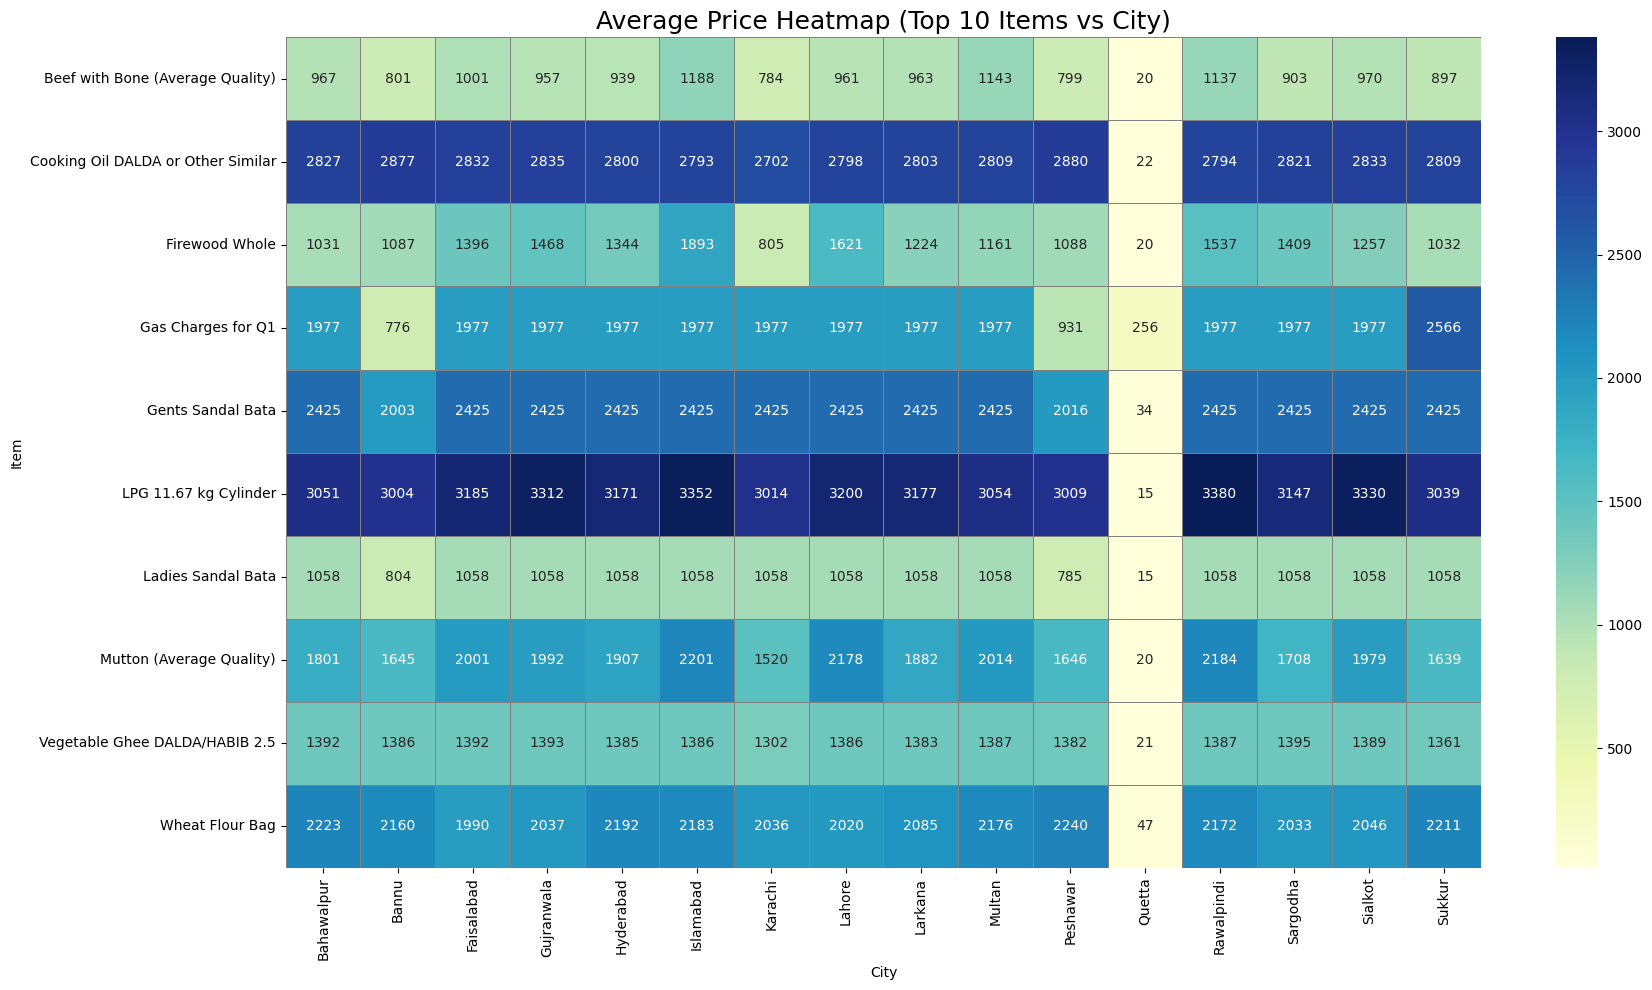 Average Price Heatmap (Top 10 Items vs City)
Item
Beef with Bone (Average Quality) 967 801 1001 957 939 1188 784 961 963 1143 799 20 1137 903 970 897
Cooking Oil DALDA or Other Similar 2827 2877 2832 2835 2800 2793 2702 2798 2803 2809 2880 22 2794 2821 2833 2809
Firewood Whole 1031 1087 1396 1468 1344 1893 805 1621 1224 1161 1088 20 1537 1409 1257 1032
Gas Charges for Q1 1977 776 1977 1977 1977 1977 1977 1977 1977 1977 931 256 1977 1977 1977 2566
Gents Sandal Bata 2425 2003 2425 2425 2425 2425 2425 2425 2425 2425 2016 34 2425 2425 2425 2425
LPG 11.67 kg Cylinder 3051 3004 3185 3312 3171 3352 3014 3200 3177 3054 3009 15 3380 3147 3330 3039
Ladies Sandal Bata 1058 804 1058 1058 1058 1058 1058 1058 1058 1058 785 15 1058 1058 1058 1058
Mutton (Average Quality) 1801 1645 2001 1992 1907 2201 1520 2178 1882 2014 1646 20 2184 1708 1979 1639
Vegetable Ghee DALDA/HABIB 2.5 1392 1386 1392 1393 1385 1386 1302 1386 1383 1387 1382 21 1387 1395 1389 1361
Wheat Flour Bag 2223 2160 1990 2037 2192 2183 2036 2020 2085 2176 2240 47 2172 2033 2046 2211
Bahawalpur Bannu Faisalabad Gujranwala Hyderabad Islamabad Karachi Lahore Larkana Multan Peshawar Quetta Rawalpindi Sargodha Sialkot Sukkur
City
3000
2500
2000
1500
1000
500